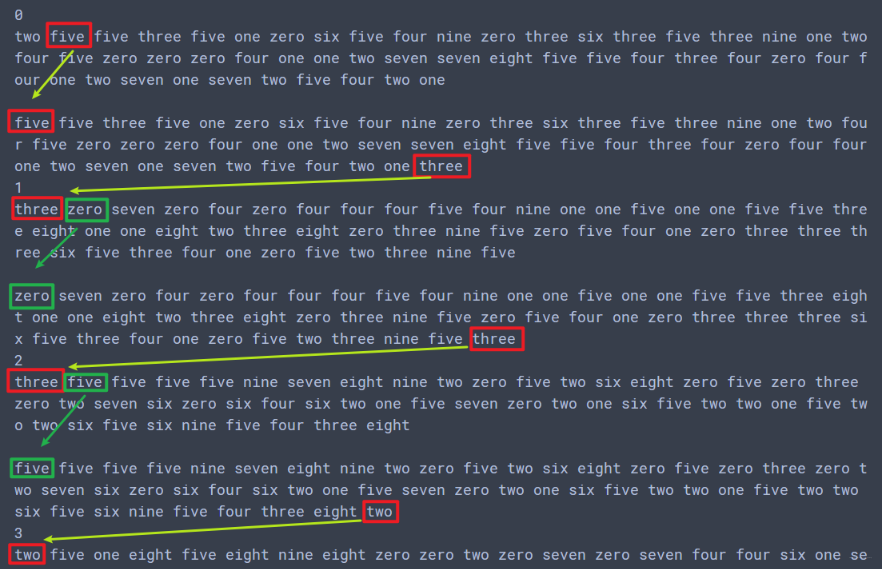 0
two five five three five one zero six five four nine zero three six three five three nine one two
four five zero zero zero four one one two seven seven eight five five four three four zero four f
our one two seven one seven two five four two one
five five three five one zero six five four nine zero three six three five three nine one two fou
r five zero zero zero four one one two seven seven eight five five four three four zero four four
one two seven one seven two five four two one three
1
three zero seven zero four zero four four four five four nine one one five one one five five thre
e eight one one eight two three eight zero three nine five zero five four one zero three three th
ree six five three four one zero five two three nine five
zero seven zero four zero four four four five four nine one one five one one five five three eigh
t one one eight two three eight zero three nine five zero five four one zero three three three si
x five three four one zero five two three nine five three
2
three five five five five nine seven eight nine two zero five two six eight zero five zero three
zero two seven six zero six four six two one five seven zero two one six five two two one five tw
o two six five six nine five four three eight
five five five five nine seven eight nine two zero five two six eight zero five zero three zero t
wo seven six zero six four six two one five seven zero two one six five two two one five two two
six five six nine five four three eight two
3
two five one eight five eight nine eight zero zero two zero seven zero seven four four six one se